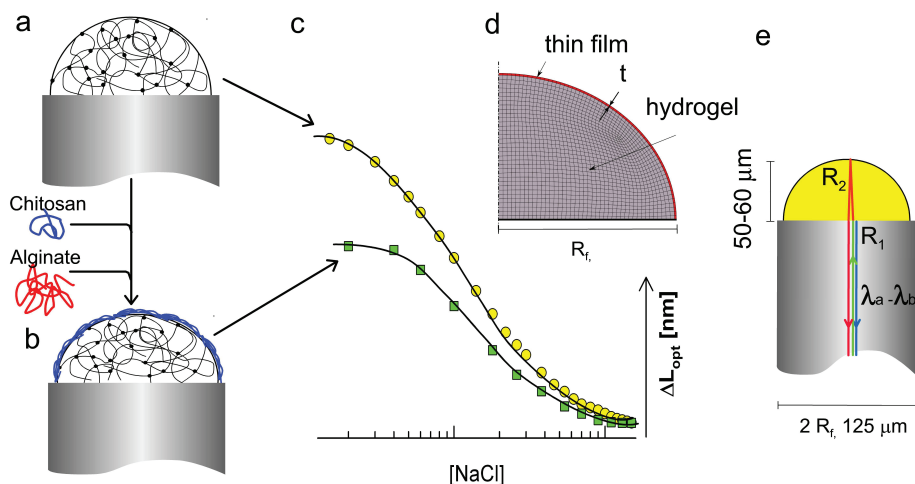 a
Chitosan
Alginate
b
c
ΔL_opt [nm]
[NaCl]
d
thin film
t
hydrogel
R_f,
e
50-60 μm
R_2
R_1
λ_a - λ_b
2 R_f, 125 μm